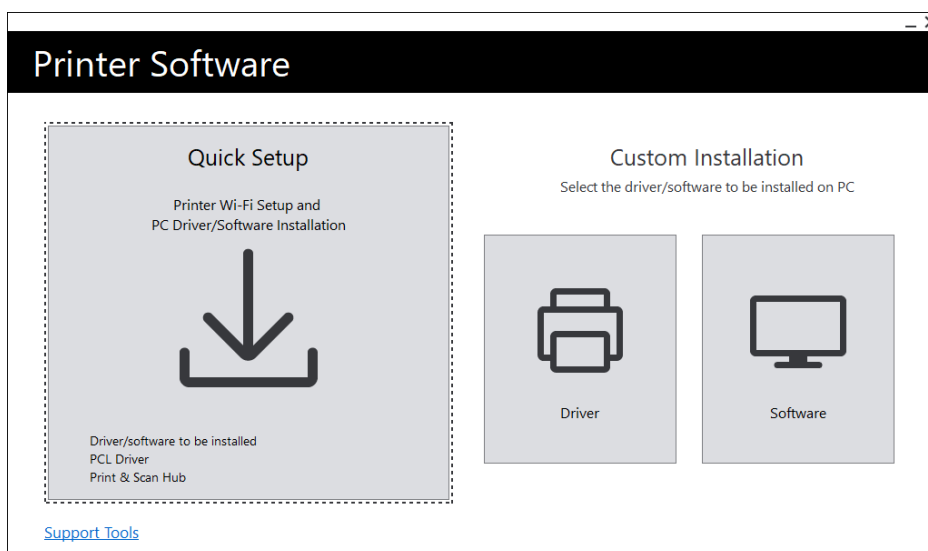 Printer Software
Quick Setup
Printer Wi-Fi Setup and
PC Driver/Software Installation
Driver/software to be installed
PCL Driver
Print & Scan Hub
Custom Installation
Select the driver/software to be installed on PC
Driver
Software
Support Tools